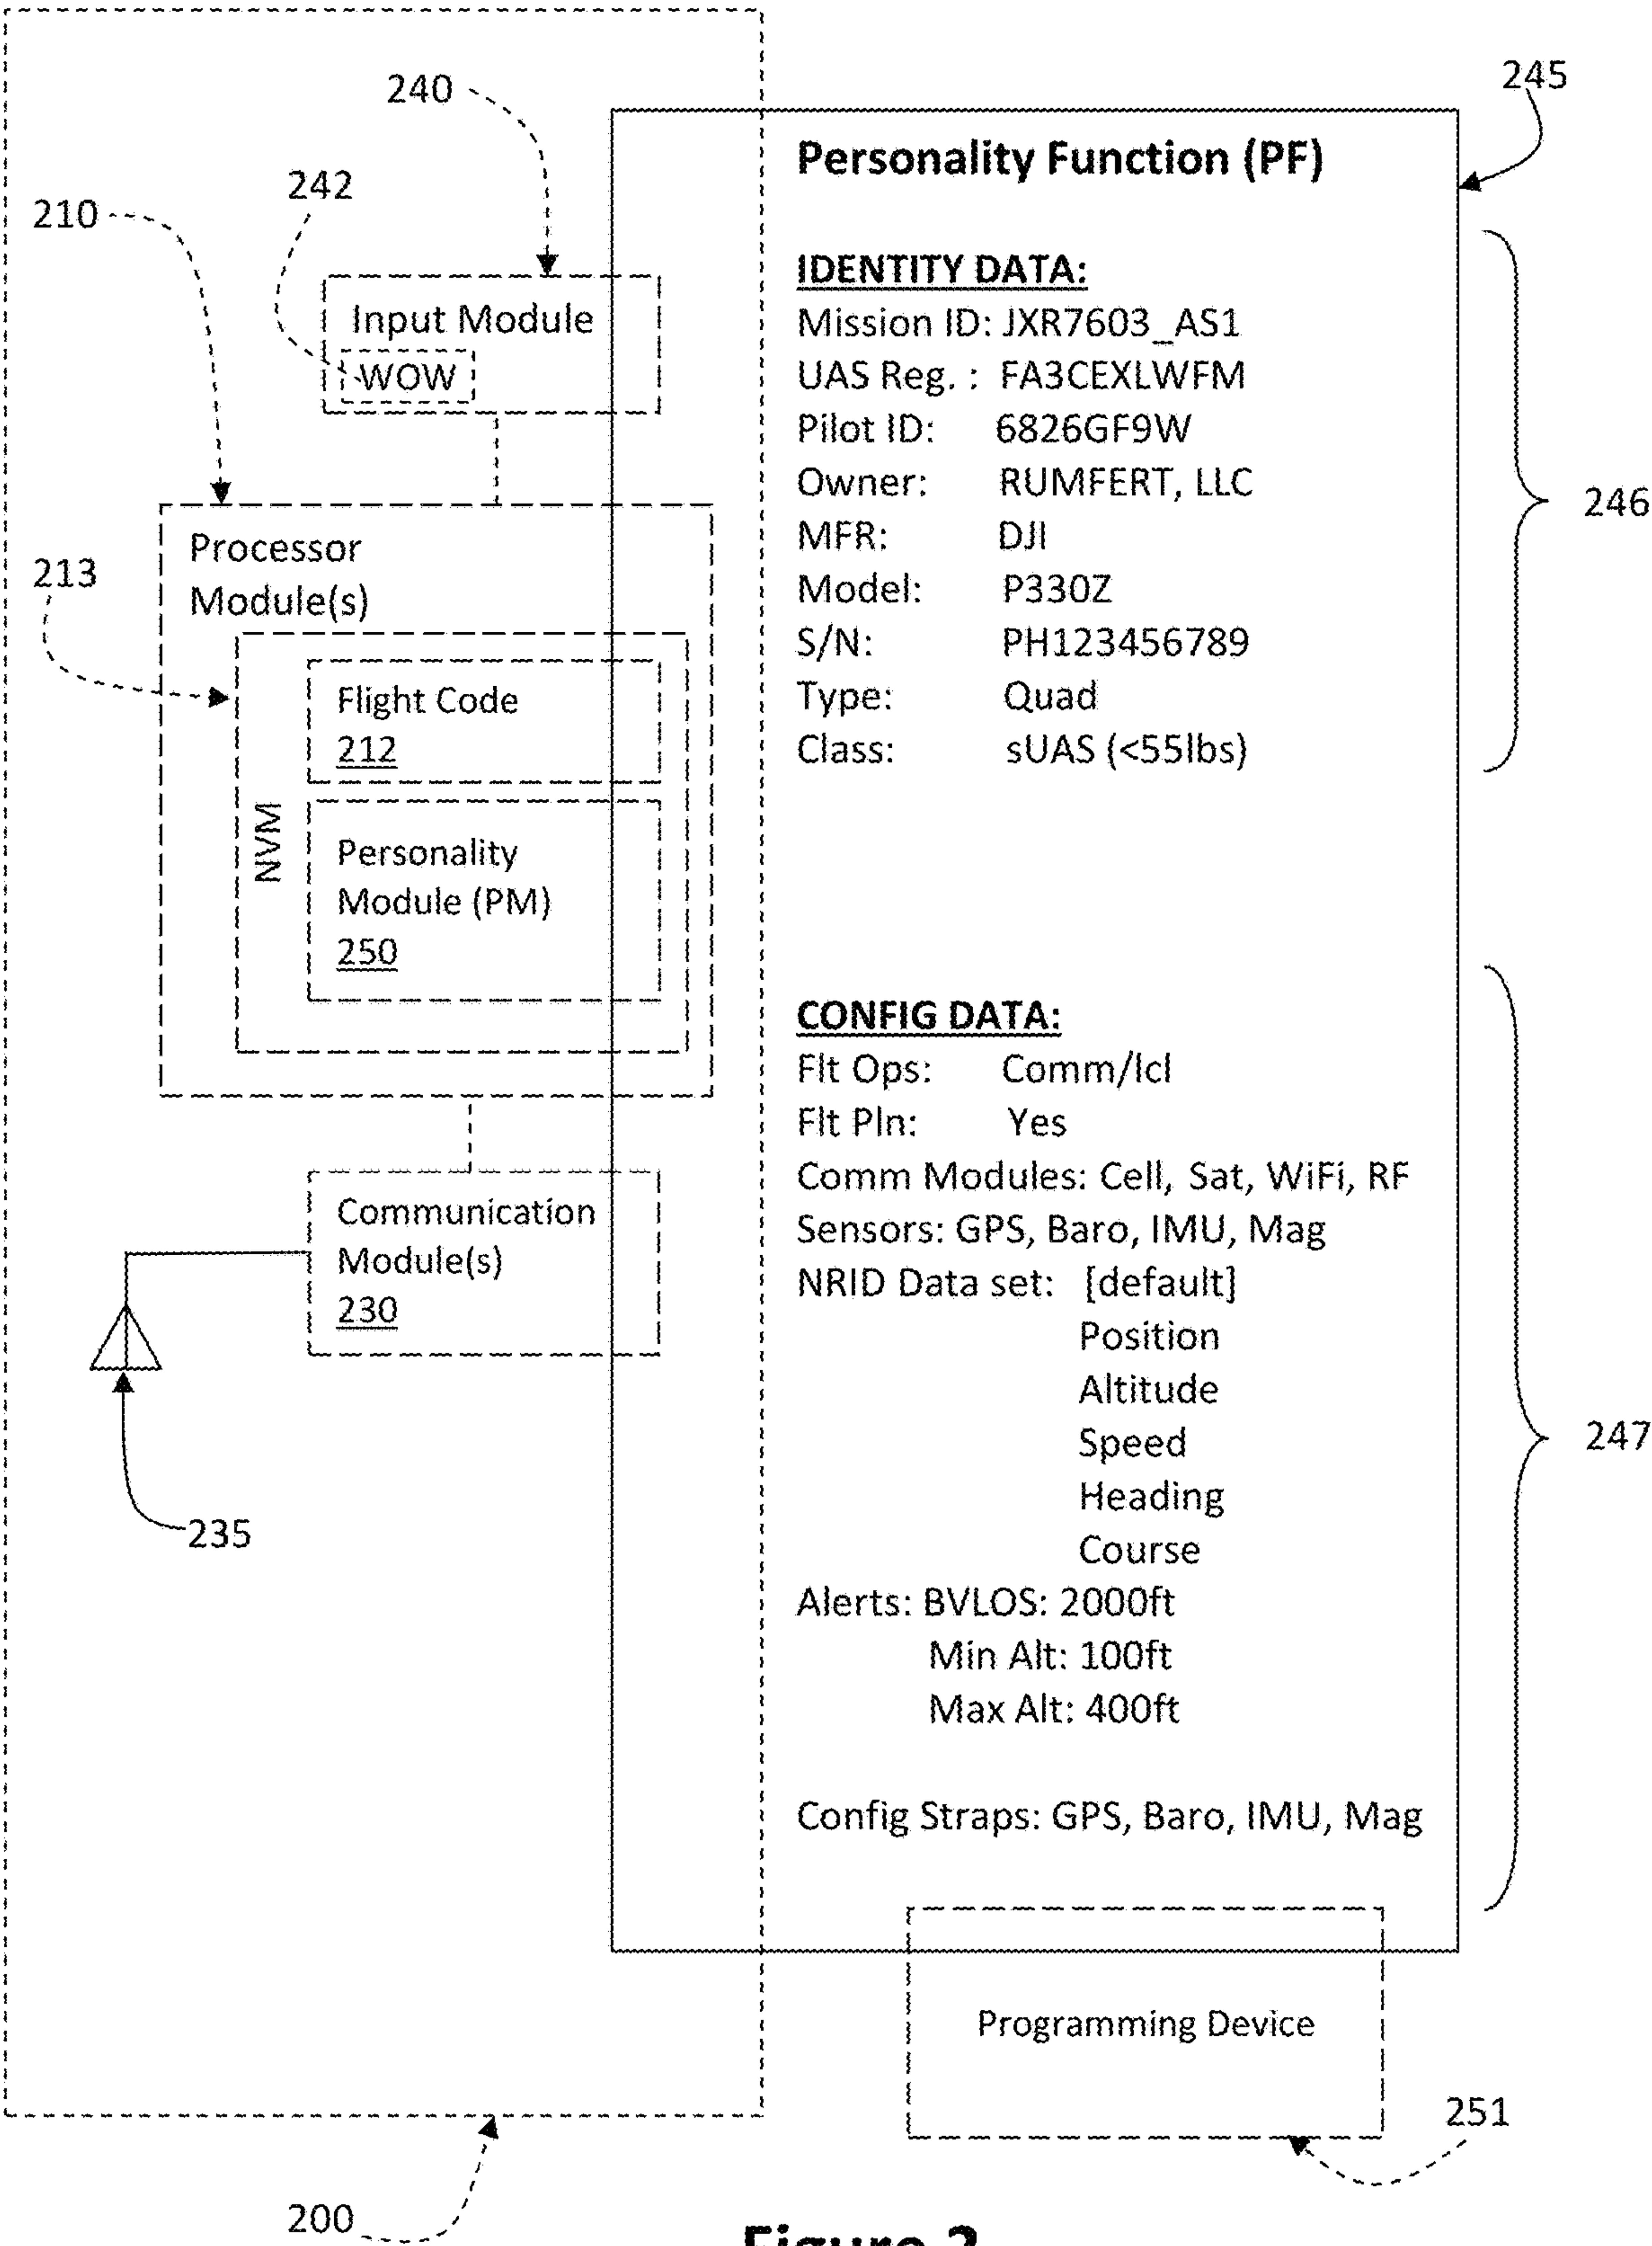 240
245
Personality Function (PF)
242
210
IDENTITY DATA:
Input Module
Mission ID: JXR7603_AS1
WOW
UAS Reg. : FA3CEXLWFM
Pilot ID: 6826GF9W
Owner: RUMFERT, LLC
246
Processor
Module(s)
MFR: DJI
213
Model: P330Z
S/N: PH123456789
Flight Code
212
Type: Quad
Class: sUAS (<55lbs)
NVM
Personality
Module (PM)
250
CONFIG DATA:
Flt Ops: Comm/lcl
Flt Pln: Yes
Comm Modules: Cell, Sat, WiFi, RF
Communication
Module(s)
230
Sensors: GPS, Baro, IMU, Mag
NRID Data set: [default]
Position
Altitude
Speed
247
Heading
235
Course
Alerts: BVLOS: 2000ft
Min Alt: 100ft
Max Alt: 400ft
Config Straps: GPS, Baro, IMU, Mag
Programming Device
251
200